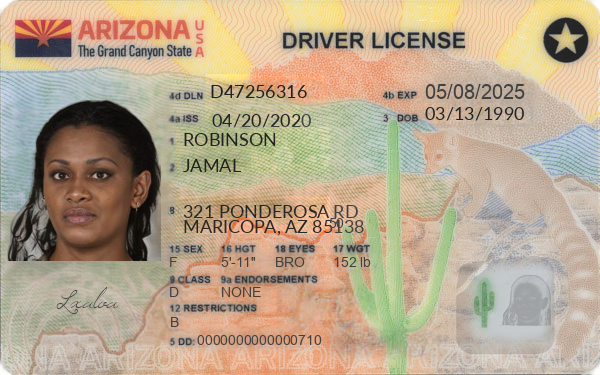 ARIZONA USA
The Grand Canyon State
DRIVER LICENSE
4d DLN D47256316
4b EXP 05/08/2025
4a ISS 04/20/2020
3 DOB 03/13/1990
1 ROBINSON
2 JAMAL
8 321 PONDEROSA RD
MARICOPA, AZ 85138
15 SEX 16 HGT 18 EYES 17 WGT
F 5'-11" BRO 152 lb
9 CLASS 9a ENDORSEMENTS
D NONE
12 RESTRICTIONS
B
5 DD: 0000000000000710
ARIZONA ARIZONA ARIZONA ARIZONA